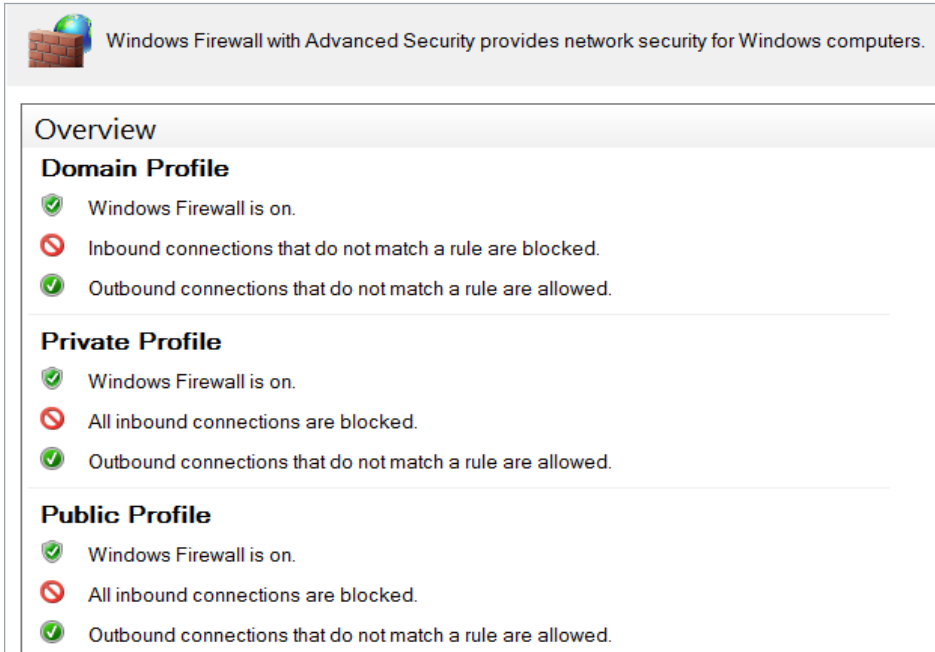 Windows Firewall with Advanced Security provides network security for Windows computers.
Overview
Domain Profile
Windows Firewall is on.
Inbound connections that do not match a rule are blocked.
Outbound connections that do not match a rule are allowed.
Private Profile
Windows Firewall is on.
All inbound connections are blocked.
Outbound connections that do not match a rule are allowed.
Public Profile
Windows Firewall is on.
All inbound connections are blocked.
Outbound connections that do not match a rule are allowed.